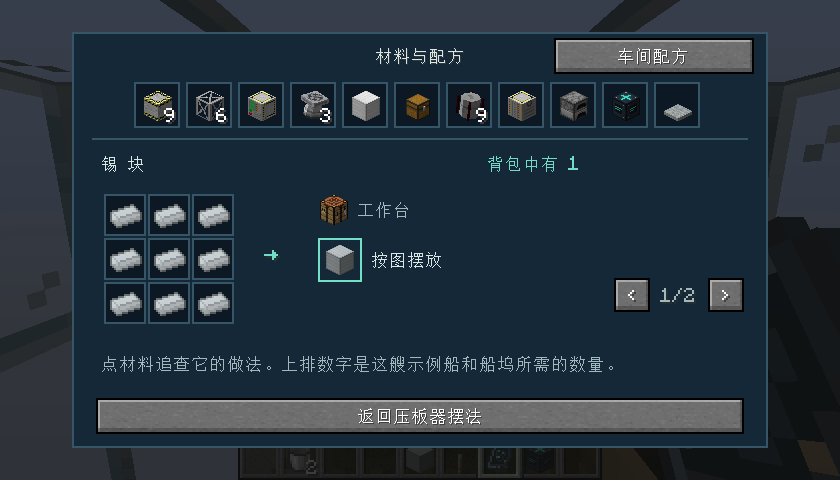 材料与配方
车间配方
9
6
3
9
锡 块
背包中有 1
工作台
按图摆放
< 1/2 >
点材料追查它的做法。上排数字是这艘示例船和船坞所需的数量。
返回压板器摆法
2